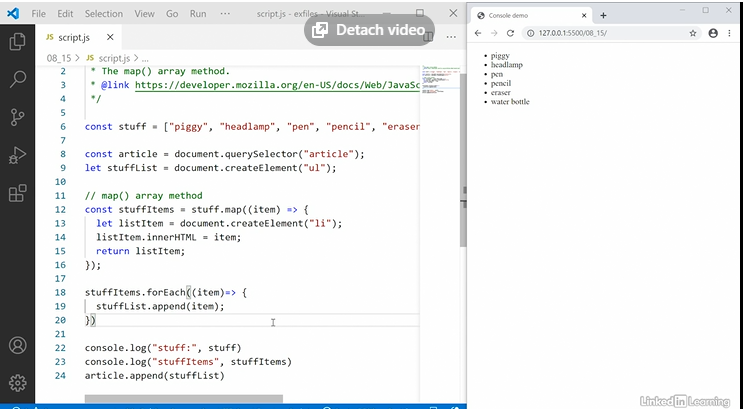 File Edit Selection View Go Run ··· script.js - exfiles - Visual St...
Detach video
JS script.js
08_15 > JS script.js > ...
2 * The map() array method.
3 * @link https://developer.mozilla.org/en-US/docs/Web/JavaSc
4 */
5
6 const stuff = ["piggy", "headlamp", "pen", "pencil", "eraser
7
8 const article = document.querySelector("article");
9 let stuffList = document.createElement("ul");
10
11 // map() array method
12 const stuffItems = stuff.map((item) => {
13 let listItem = document.createElement("li");
14 listItem.innerHTML = item;
15 return listItem;
16 });
17
18 stuffItems.forEach((item)=> {
19 stuffList.append(item);
20 })
21
22 console.log("stuff:", stuff)
23 console.log("stuffItems", stuffItems)
24 article.append(stuffList)
Console demo
127.0.0.1:5500/08_15/
piggy
headlamp
pen
pencil
eraser
water bottle
LinkedIn Learning